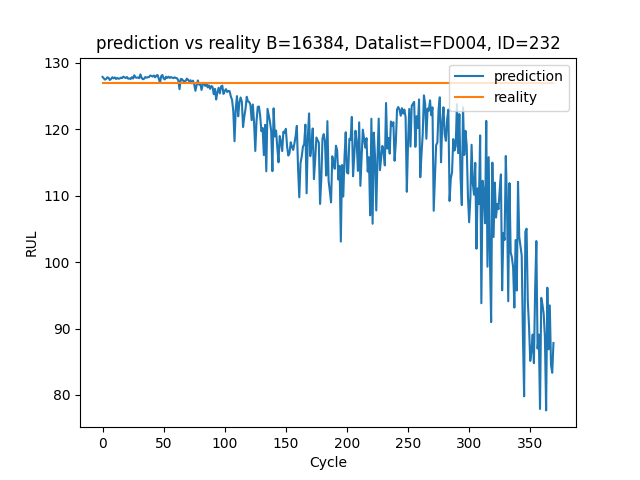 prediction vs reality B=16384, Datalist=FD004, ID=232
prediction
reality
RUL
130
120
110
100
90
80
0 50 100 150 200 250 300 350
Cycle